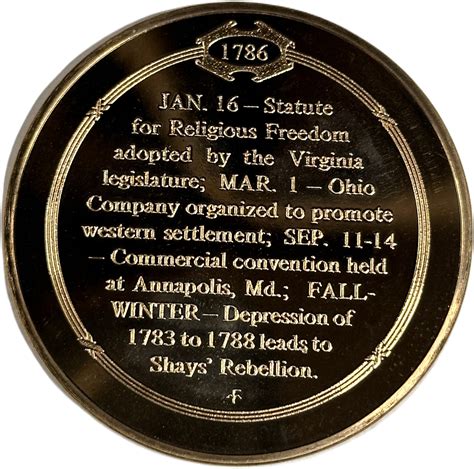 1786
JAN. 16 — Statute
for Religious Freedom
adopted by the Virginia
legislature; MAR. 1 — Ohio
Company organized to promote
western settlement; SEP. 11-14
— Commercial convention held
at Annapolis, Md.; FALL-
WINTER — Depression of
1783 to 1788 leads to
Shays' Rebellion.
F